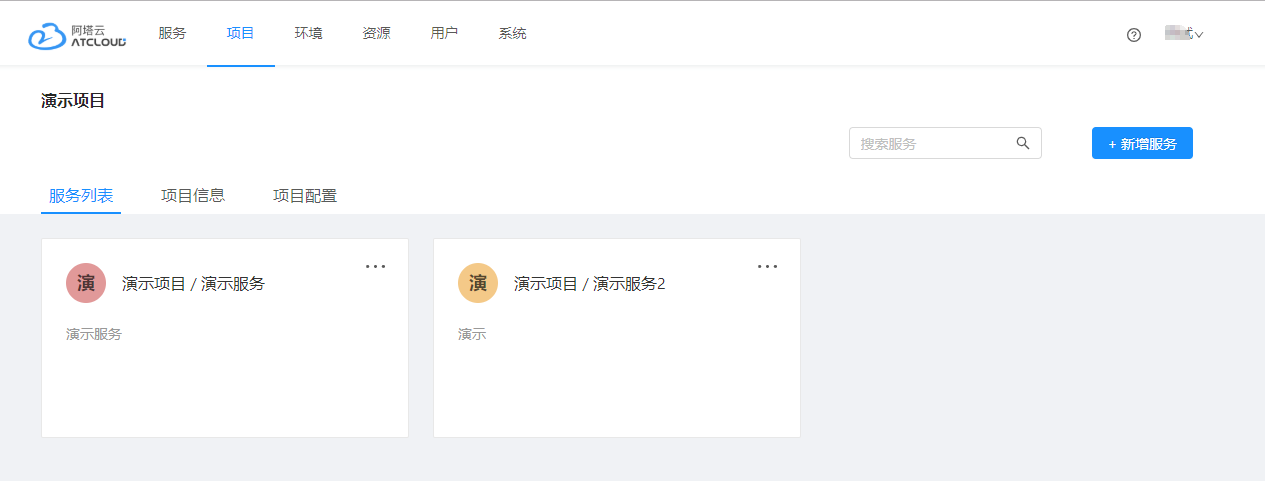 阿塔云
ATCLOUD
服务 项目 环境 资源 用户 系统
演示项目
搜索服务
+ 新增服务
服务列表 项目信息 项目配置
演 演示项目 / 演示服务
演示服务
演 演示项目 / 演示服务2
演示